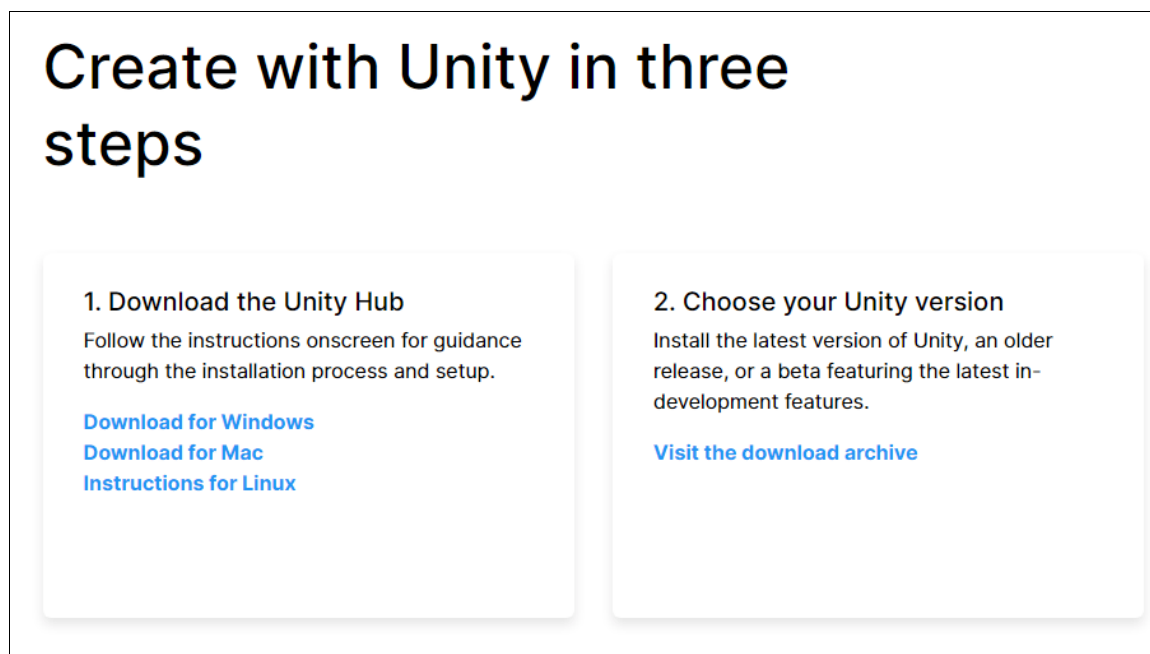 Create with Unity in three
steps
1. Download the Unity Hub
Follow the instructions onscreen for guidance
through the installation process and setup.
Download for Windows
Download for Mac
Instructions for Linux
2. Choose your Unity version
Install the latest version of Unity, an older
release, or a beta featuring the latest in-
development features.
Visit the download archive